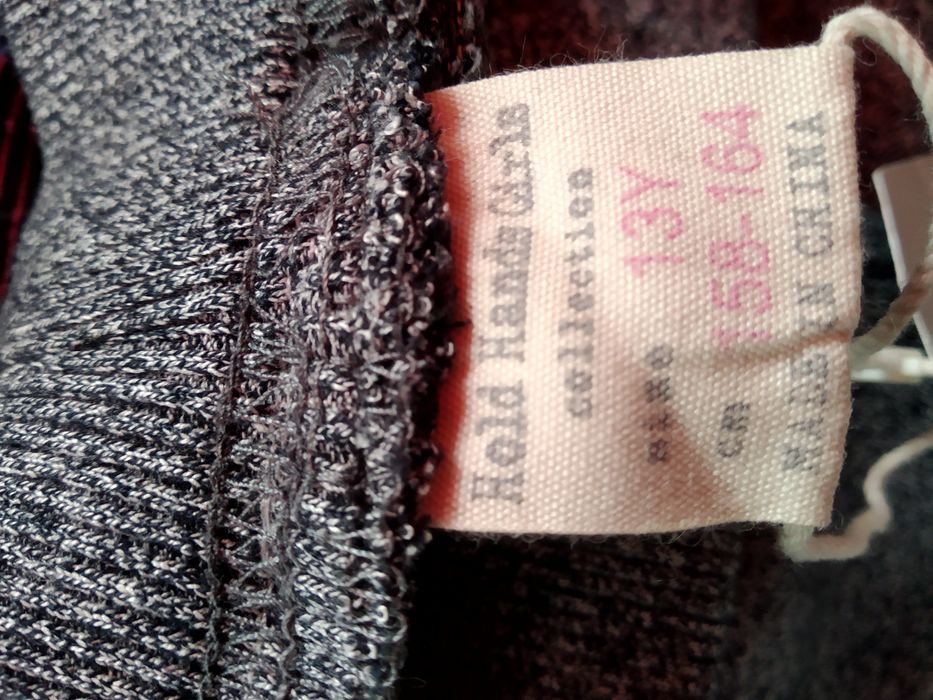 Hold Hands Girls
collection
size 13Y
cm 158-164
MADE IN CHINA